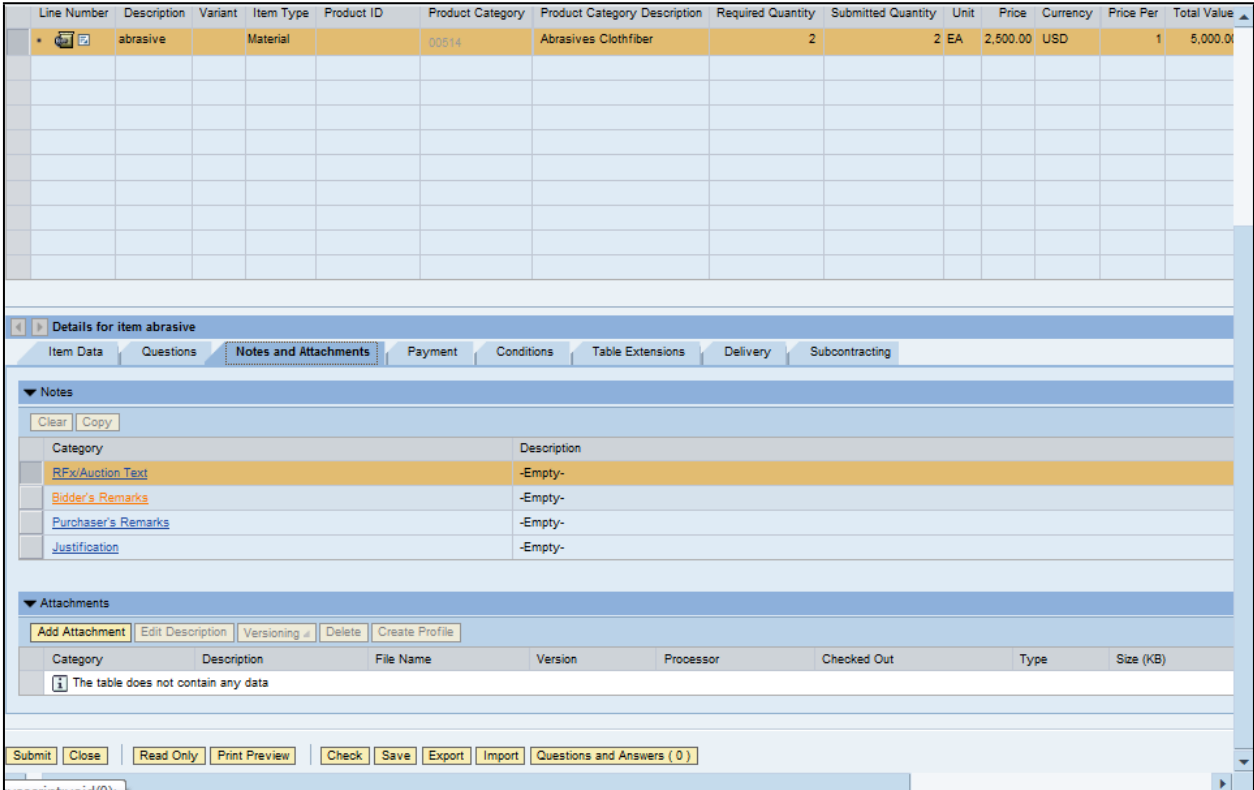 Line Number Description Variant Item Type Product ID Product Category Product Category Description Required Quantity Submitted Quantity Unit Price Currency Price Per Total Value
abrasive Material 00514 Abrasives Clothfiber 2 2 EA 2,500.00 USD 1 5,000.00
Details for item abrasive
Item Data Questions Notes and Attachments Payment Conditions Table Extensions Delivery Subcontracting
Notes
Clear Copy
Category Description
RFx/Auction Text -Empty-
Bidder's Remarks -Empty-
Purchaser's Remarks -Empty-
Justification -Empty-
Attachments
Add Attachment Edit Description Versioning Delete Create Profile
Category Description File Name Version Processor Checked Out Type Size (KB)
The table does not contain any data
Submit Close Read Only Print Preview Check Save Export Import Questions and Answers ( 0 )